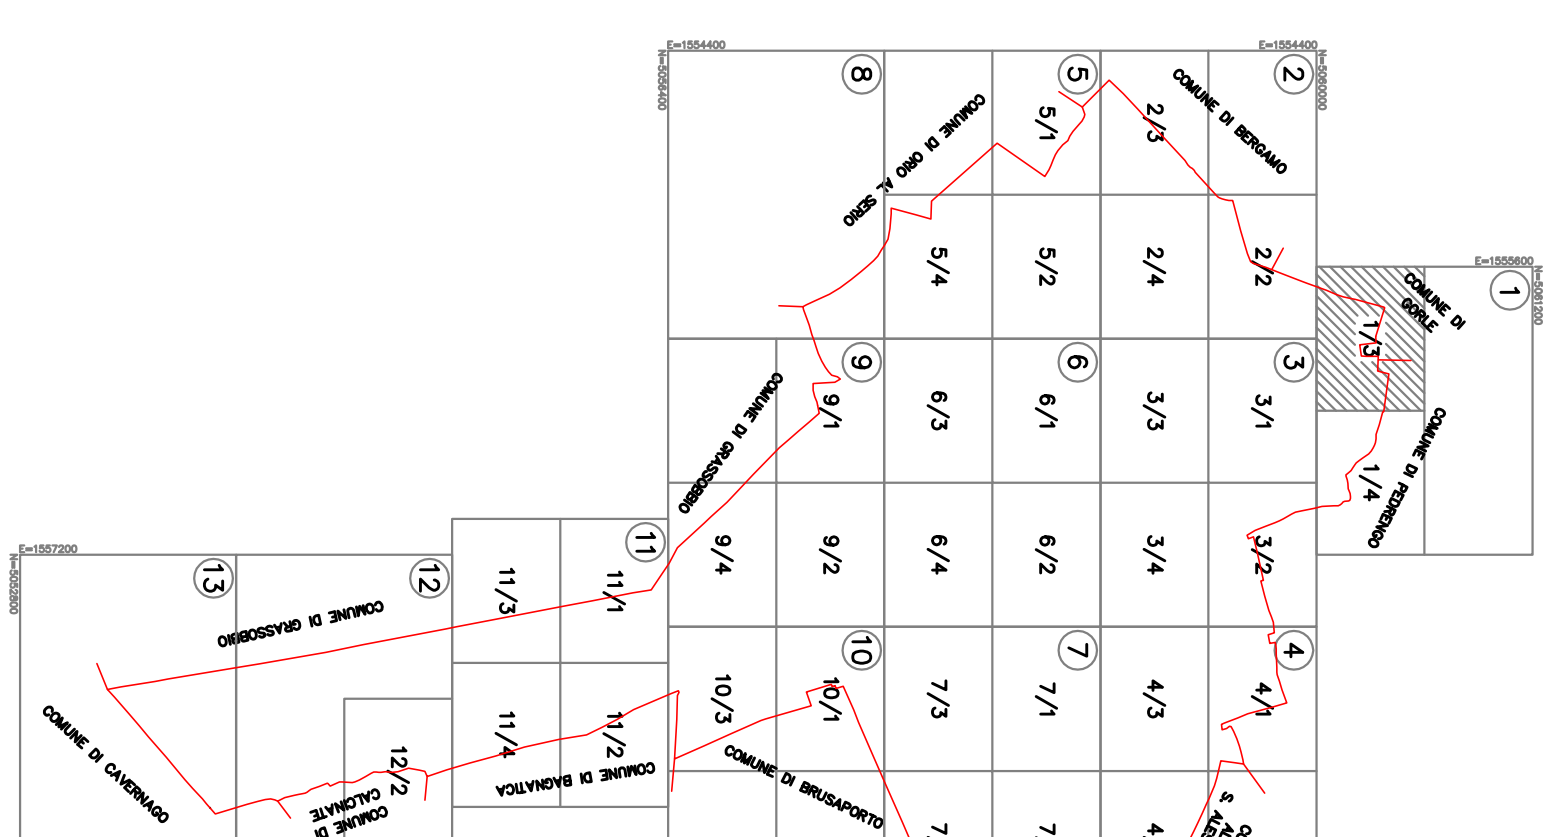 E=1554400
N=5056400
E=1554400
N=5060000
E=1555600
N=5061200
E=1557200
N=5052800
1
2
3
4
5
6
7
8
9
10
11
12
13
1/3
1/4
2/3
2/2
2/4
3/1
3/3
3/2
3/4
4/1
4/3
5/1
5/2
5/4
6/1
6/3
6/2
6/4
7/1
7/3
9/1
9/2
9/4
10/1
10/3
11/1
11/3
11/2
11/4
12/2
COMUNE DI BERGAMO
COMUNE DI
GORLE
COMUNE DI PEDRENGO
COMUNE DI ORIO AL SERIO
COMUNE DI GRASSOBBIO
COMUNE DI GRASSOBBIO
COMUNE DI CAVERNAGO
COMUNE DI
CALCINATE
COMUNE DI BAGNATICA
COMUNE DI BRUSAPORTO